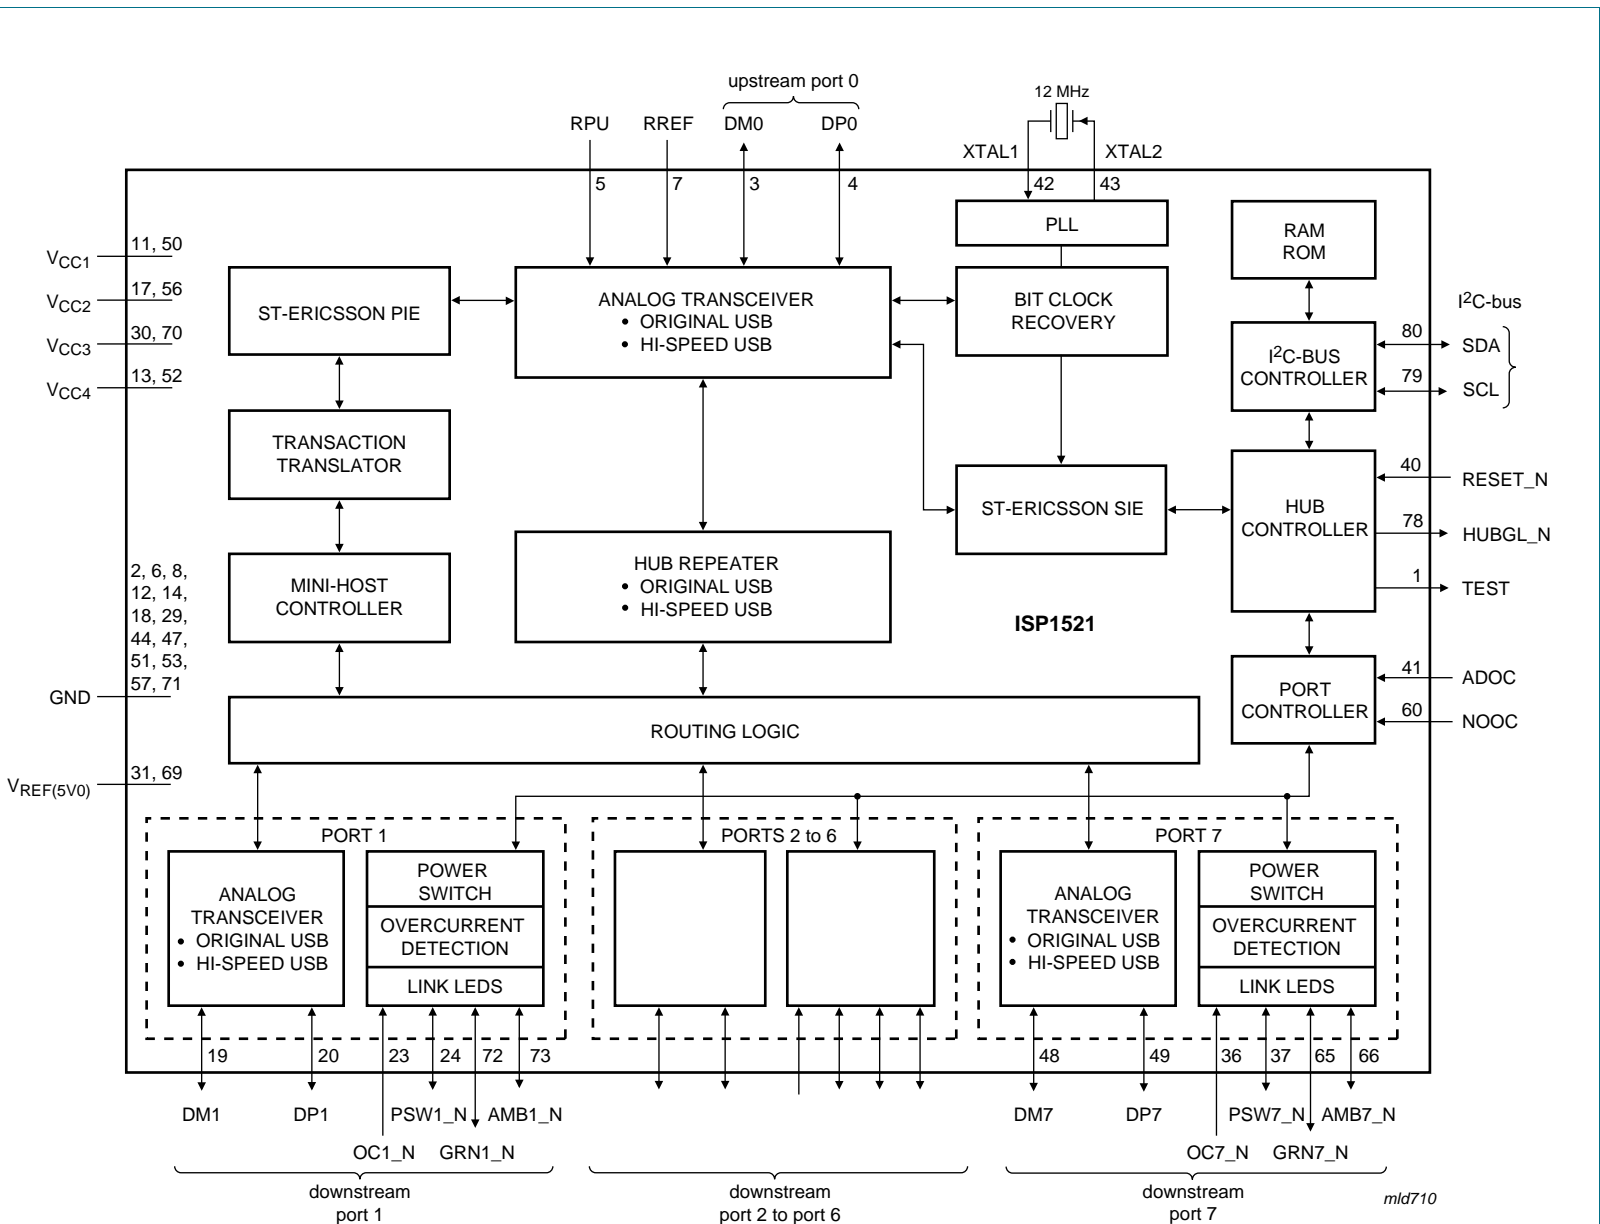 upstream port 0
12 MHz
RPU
RREF
DM0
DP0
XTAL1
XTAL2
5
7
3
4
42
43
PLL
RAM
ROM
VCC1
11, 50
VCC2
17, 56
VCC3
30, 70
VCC4
13, 52
ST-ERICSSON PIE
ANALOG TRANSCEIVER
• ORIGINAL USB
• HI-SPEED USB
BIT CLOCK
RECOVERY
I2C-bus
I2C-BUS
CONTROLLER
80
SDA
79
SCL
TRANSACTION
TRANSLATOR
ST-ERICSSON SIE
HUB
CONTROLLER
40
RESET_N
78
HUBGL_N
1
TEST
2, 6, 8,
12, 14,
18, 29,
44, 47,
51, 53,
57, 71
GND
MINI-HOST
CONTROLLER
HUB REPEATER
• ORIGINAL USB
• HI-SPEED USB
ISP1521
PORT
CONTROLLER
41
ADOC
60
NOOC
ROUTING LOGIC
31, 69
VREF(5V0)
PORT 1
ANALOG
TRANSCEIVER
• ORIGINAL USB
• HI-SPEED USB
POWER
SWITCH
OVERCURRENT
DETECTION
LINK LEDS
PORTS 2 to 6
PORT 7
ANALOG
TRANSCEIVER
• ORIGINAL USB
• HI-SPEED USB
POWER
SWITCH
OVERCURRENT
DETECTION
LINK LEDS
19
20
23
24
72
73
48
49
36
37
65
66
DM1
DP1
PSW1_N
AMB1_N
OC1_N
GRN1_N
DM7
DP7
PSW7_N
AMB7_N
OC7_N
GRN7_N
downstream
port 1
downstream
port 2 to port 6
downstream
port 7
mld710